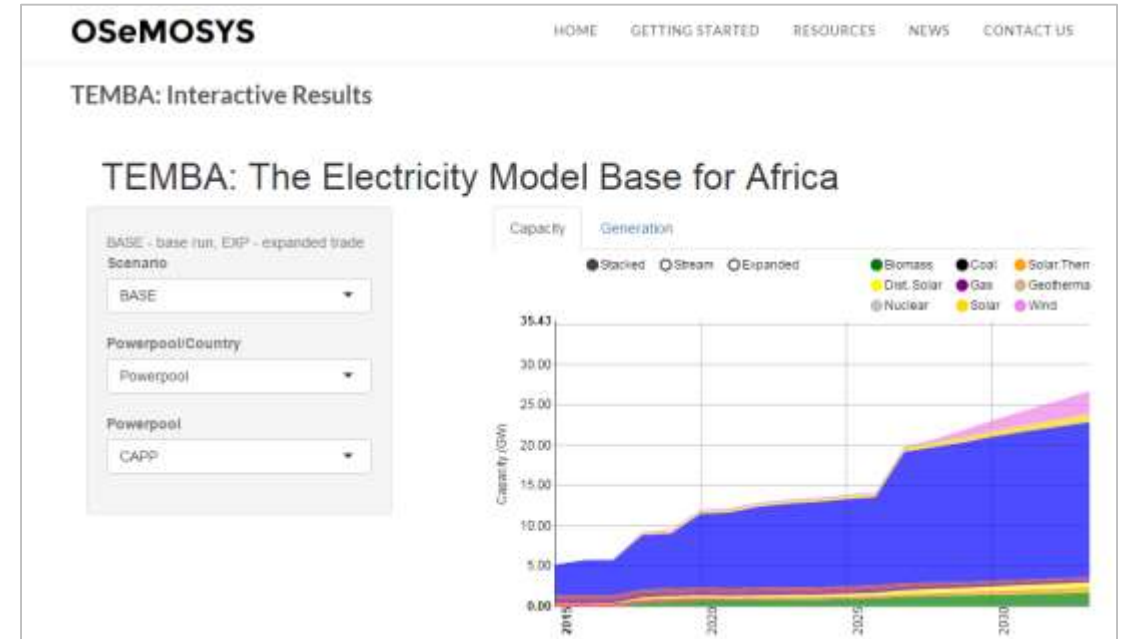 OSeMOSYS
HOME GETTING STARTED RESOURCES NEWS CONTACT US
TEMBA: Interactive Results
TEMBA: The Electricity Model Base for Africa
BASE - base run, EXP - expanded trade
Scenario
BASE
Powerpool/Country
Powerpool
Powerpool
CAPP
Capacity Generation
Stacked Stream Expanded
Biomass Coal Solar.Therr
Dist. Solar Gas Geotherma
Nuclear Solar Wind
Capacity (GW)
35.43
30.00
25.00
20.00
15.00
10.00
5.00
0.00
2015 2020 2025 2030